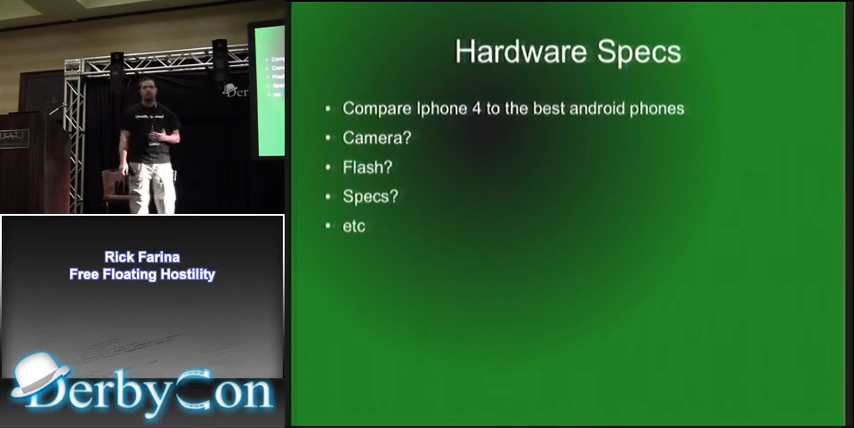 Hardware Specs
• Compare Iphone 4 to the best android phones
• Camera?
• Flash?
• Specs?
• etc
Rick Farina
Free Floating Hostility
DerbyCon